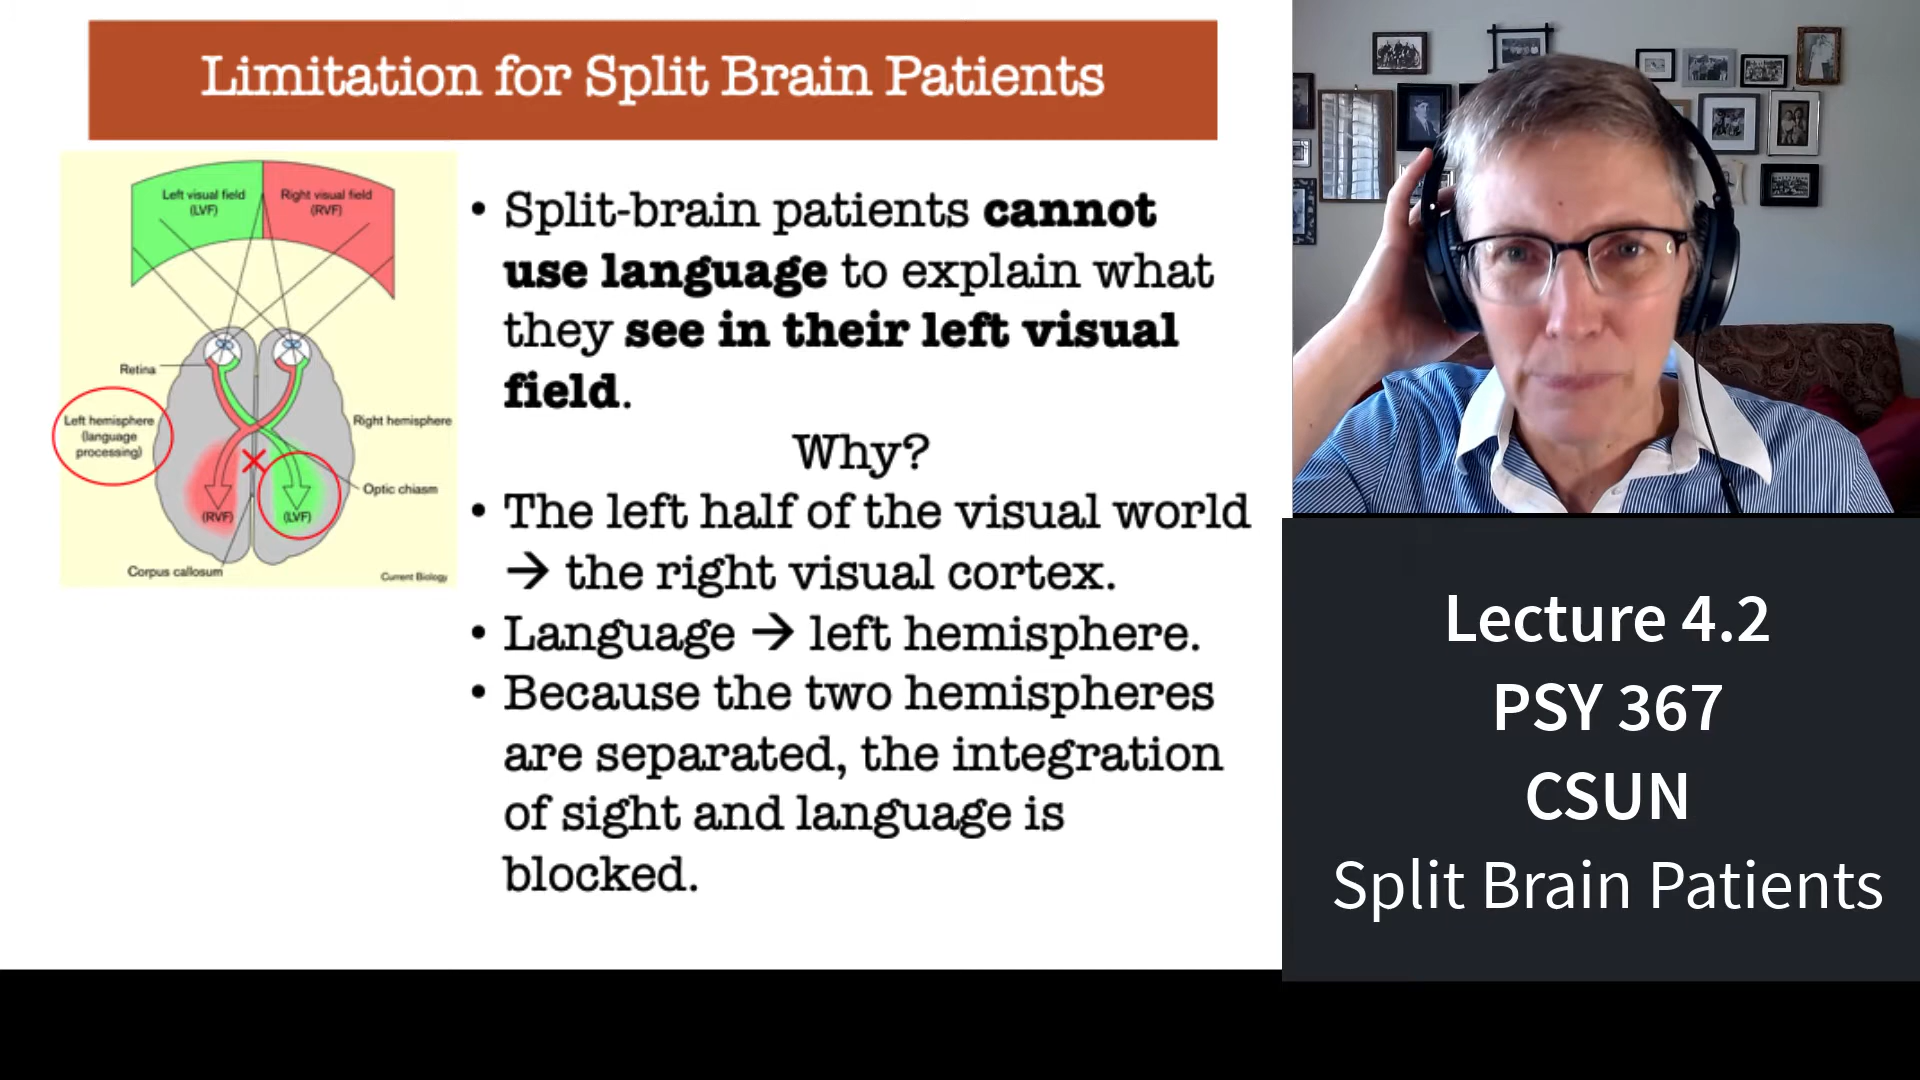 Limitation for Split Brain Patients
Left visual field
(LVF)
Right visual field
(RVF)
Retina
Left hemisphere
(language
processing)
Right hemisphere
Optic chiasm
(RVF)
(LVF)
Corpus callosum
Current Biology
• Split-brain patients cannot
use language to explain what
they see in their left visual
field.
Why?
• The left half of the visual world
→ the right visual cortex.
• Language → left hemisphere.
• Because the two hemispheres
are separated, the integration
of sight and language is
blocked.
Lecture 4.2
PSY 367
CSUN
Split Brain Patients